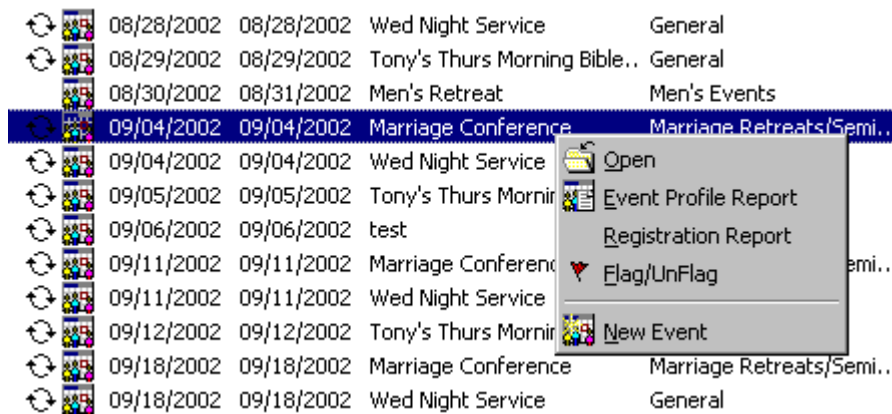 08/28/2002 08/28/2002 Wed Night Service General
08/29/2002 08/29/2002 Tony's Thurs Morning Bible.. General
08/30/2002 08/31/2002 Men's Retreat Men's Events
09/04/2002 09/04/2002 Marriage Conference Marriage Retreats/Semi..
09/04/2002 09/04/2002 Wed Night Service
Open
09/05/2002 09/05/2002 Tony's Thurs Mornin
Event Profile Report
09/06/2002 09/06/2002 test
Registration Report
09/11/2002 09/11/2002 Marriage Conferenc emi..
Flag/UnFlag
09/11/2002 09/11/2002 Wed Night Service
09/12/2002 09/12/2002 Tony's Thurs Mornin
New Event
09/18/2002 09/18/2002 Marriage Conference Marriage Retreats/Semi..
09/18/2002 09/18/2002 Wed Night Service General